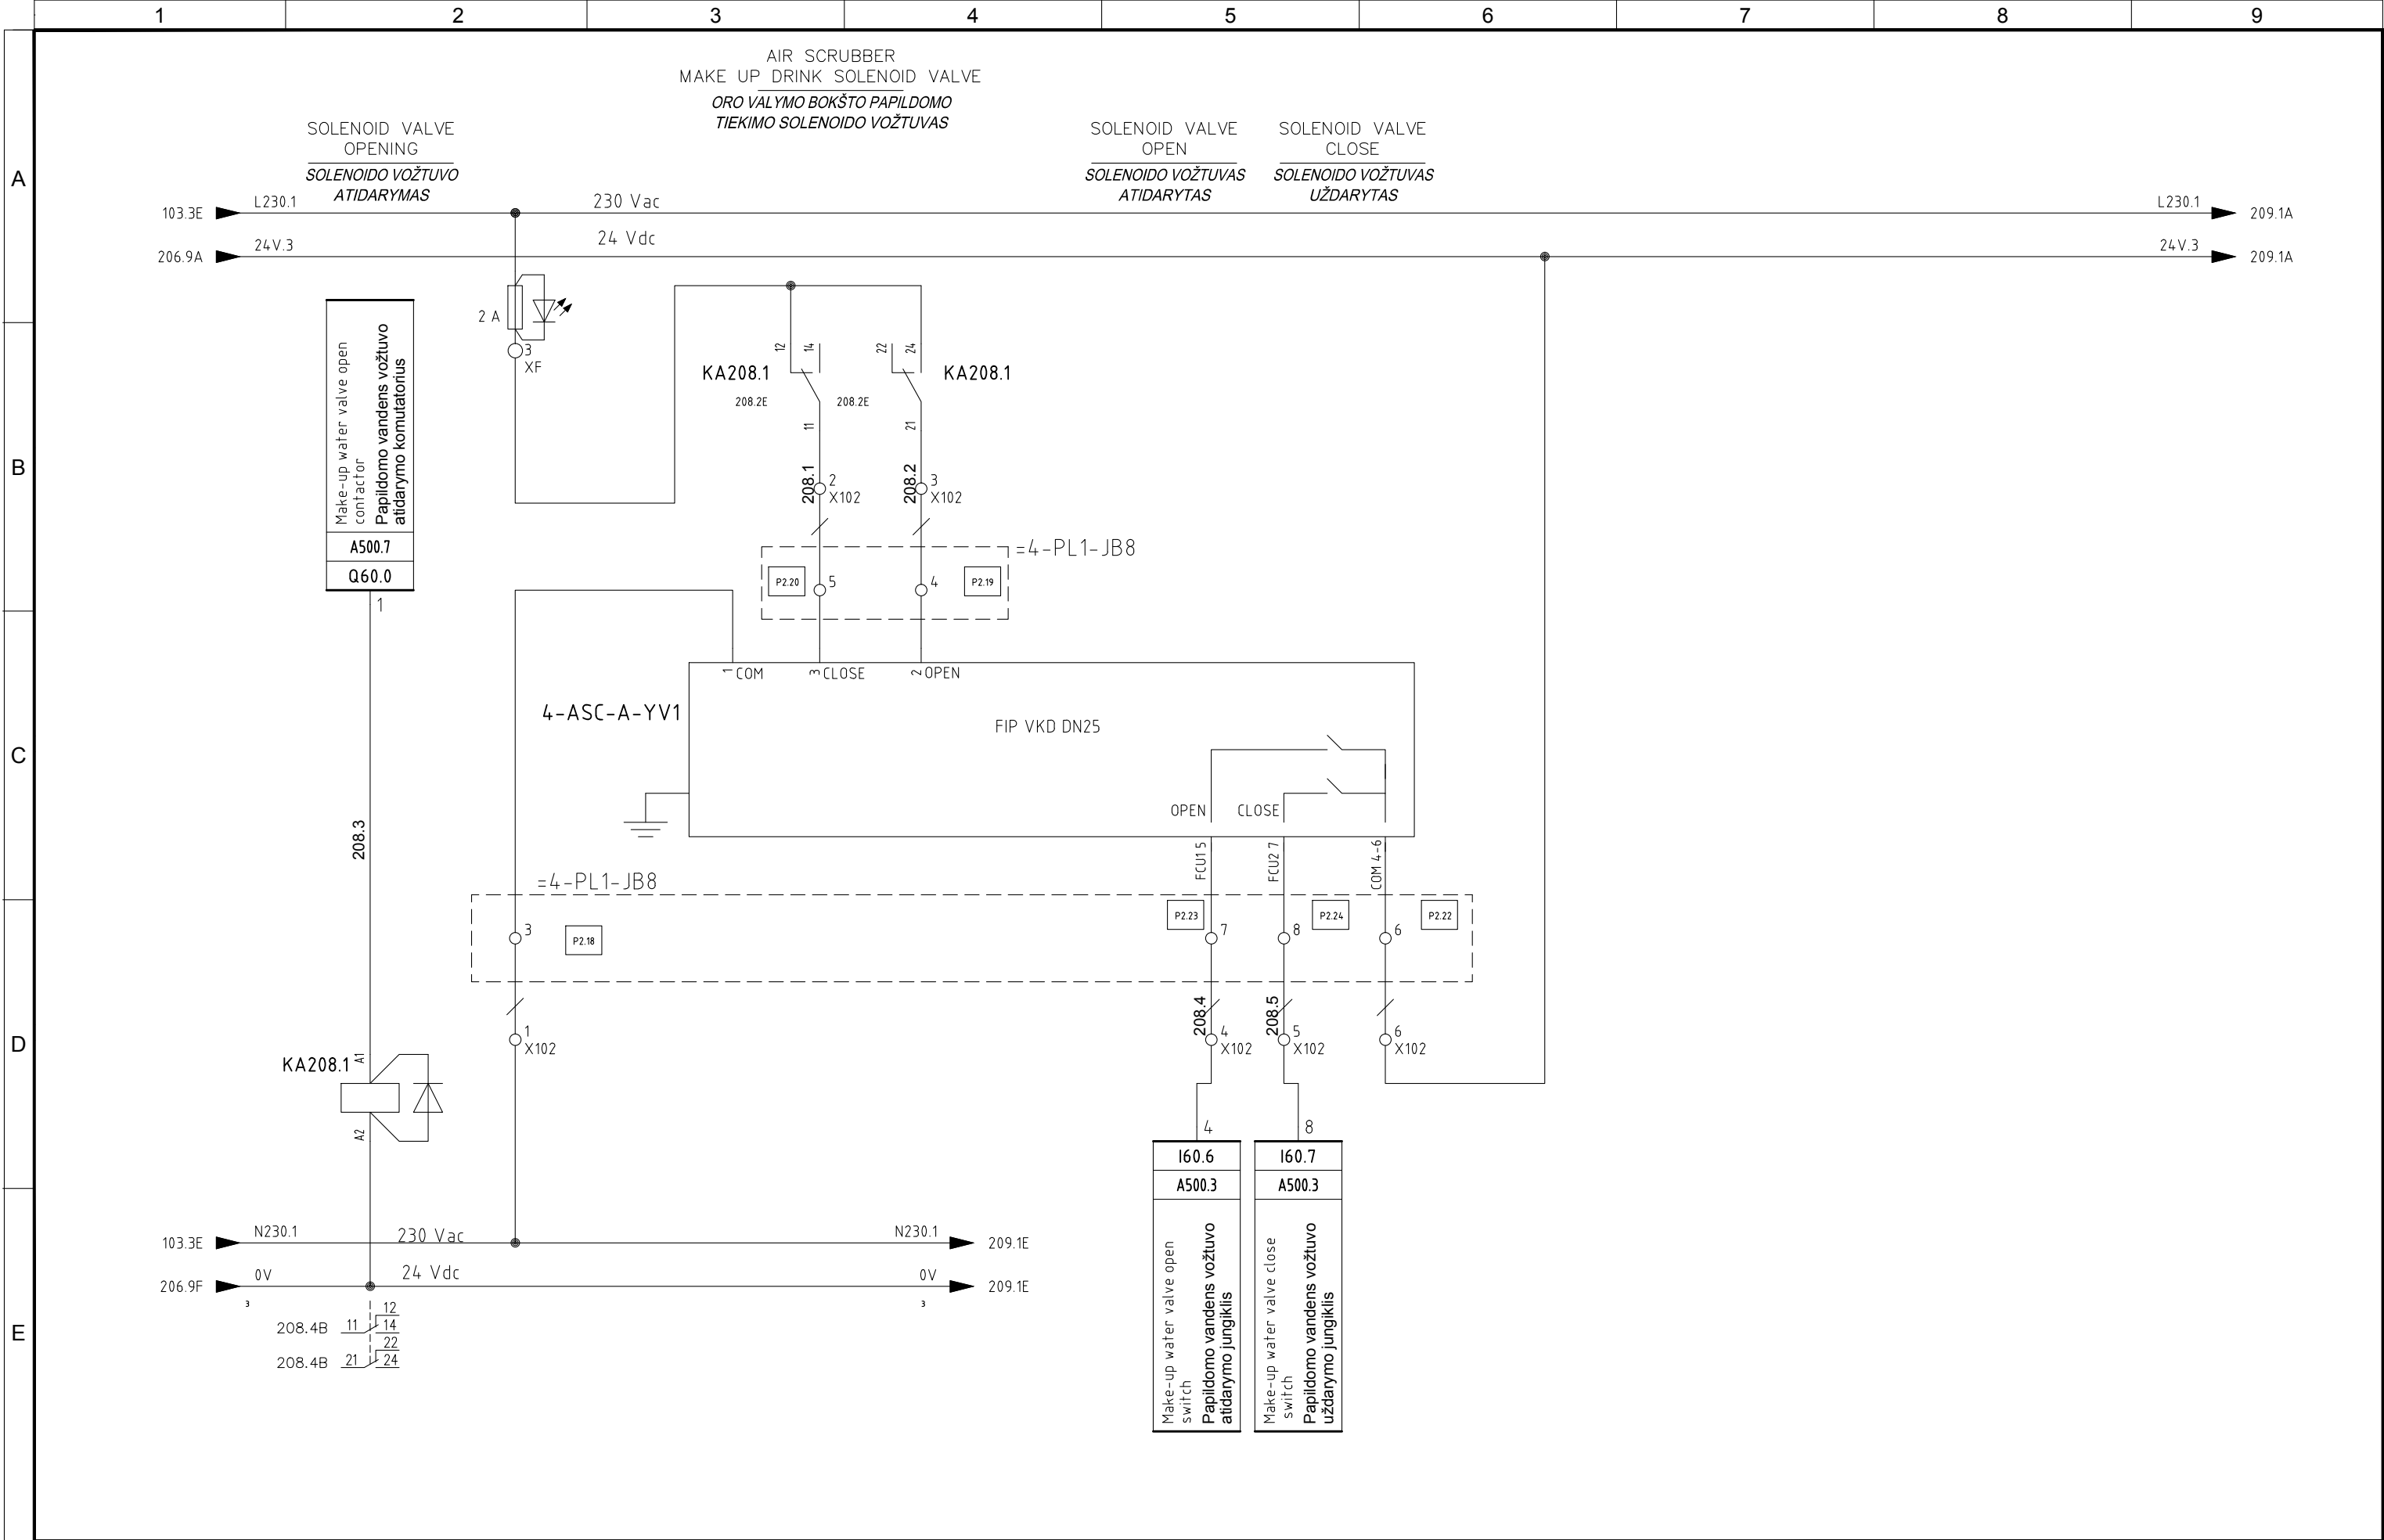 1 2 3 4 5 6 7 8 9
AIR SCRUBBER
MAKE UP DRINK SOLENOID VALVE
ORO VALYMO BOKŠTO PAPILDOMO
TIEKIMO SOLENOIDO VOŽTUVAS
SOLENOID VALVE
OPENING
SOLENOIDO VOŽTUVO
ATIDARYMAS
SOLENOID VALVE
OPEN
SOLENOIDO VOŽTUVAS
ATIDARYTAS
SOLENOID VALVE
CLOSE
SOLENOIDO VOŽTUVAS
UŽDARYTAS
A
103.3E L230.1 230 Vac L230.1 209.1A
206.9A 24V.3 24 Vdc 24V.3 209.1A
2 A
3
XF
Make-up water valve open
contactor
Papildomo vandens vožtuvo
atidarymo komutatorius
A500.7
Q60.0
1
B
12 14 22 24
KA208.1 KA208.1
208.2E 208.2E
11 21
208.1 2 208.2 3
X102 X102
=4-PL1-JB8
P2.20 5 4 P2.19
1 COM 3 CLOSE 2 OPEN
4-ASC-A-YV1
FIP VKD DN25
C
OPEN CLOSE
208.3
FCU1 5 FCU2 7 COM 4-6
=4-PL1-JB8
P2.23 P2.24 P2.22
3 P2.18 7 8 6
208.4 208.5
1 4 5 6
X102 X102 X102 X102
D
KA208.1 A1
A2
4 8
I60.6
A500.3
Make-up water valve open
switch
Papildomo vandens vožtuvo
atidarymo jungiklis
I60.7
A500.3
Make-up water valve close
switch
Papildomo vandens vožtuvo
uždarymo jungiklis
103.3E N230.1 230 Vac N230.1 209.1E
206.9F 0V 24 Vdc 0V 209.1E
3 3
E
12
208.4B 11 14
22
208.4B 21 24